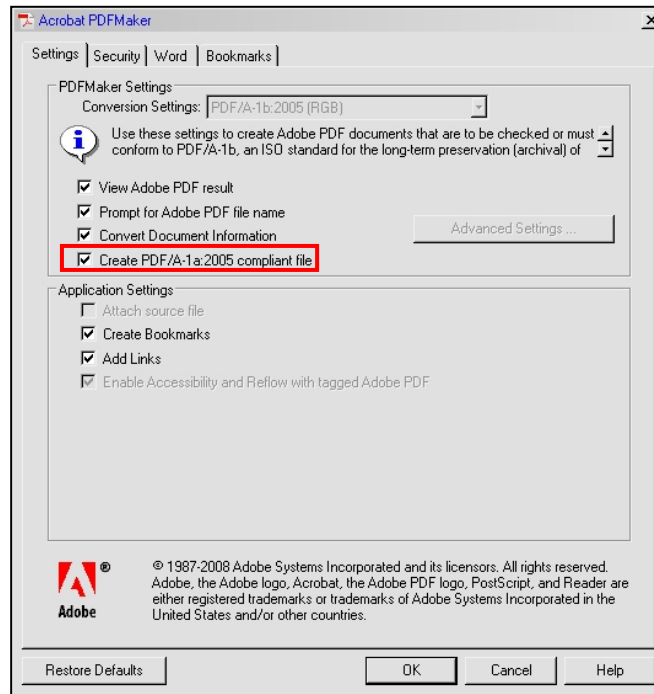 Acrobat PDFMaker
Settings Security Word Bookmarks
PDFMaker Settings
Conversion Settings: PDF/A-1b:2005 (RGB)
Use these settings to create Adobe PDF documents that are to be checked or must
conform to PDF/A-1b, an ISO standard for the long-term preservation (archival) of
View Adobe PDF result
Prompt for Adobe PDF file name
Convert Document Information
Advanced Settings ...
Create PDF/A-1a:2005 compliant file
Application Settings
Attach source file
Create Bookmarks
Add Links
Enable Accessibility and Reflow with tagged Adobe PDF
® © 1987-2008 Adobe Systems Incorporated and its licensors. All rights reserved.
Adobe, the Adobe logo, Acrobat, the Adobe PDF logo, PostScript, and Reader are
either registered trademarks or trademarks of Adobe Systems Incorporated in the
United States and/or other countries.
Adobe
Restore Defaults OK Cancel Help